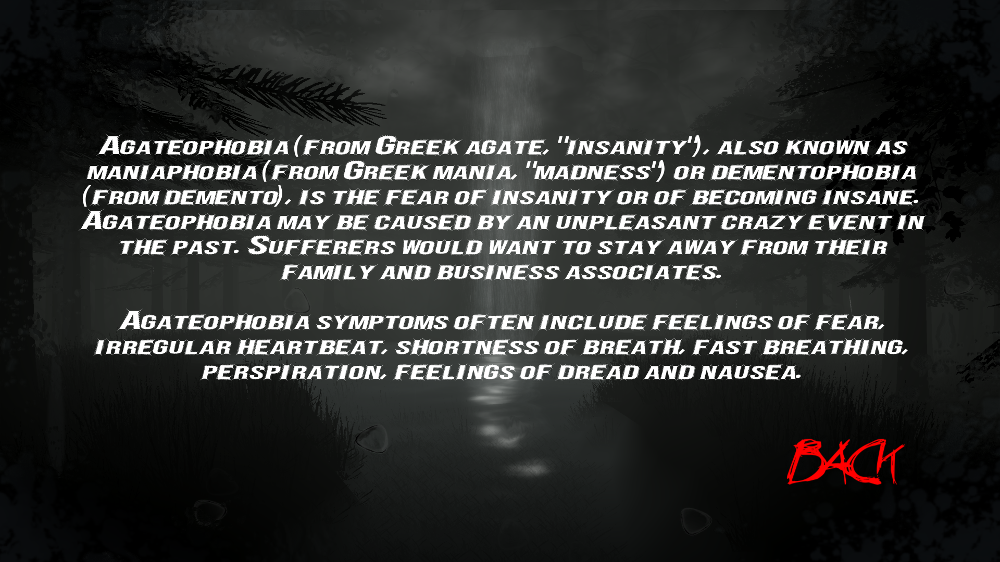 Agateophobia (from Greek agate, "insanity"), also known as
maniaphobia (from Greek mania, "madness") or dementophobia
(from demento), is the fear of insanity or of becoming insane.
Agateophobia may be caused by an unpleasant crazy event in
the past. Sufferers would want to stay away from their
family and business associates.
Agateophobia symptoms often include feelings of fear,
irregular heartbeat, shortness of breath, fast breathing,
perspiration, feelings of dread and nausea.
BACK